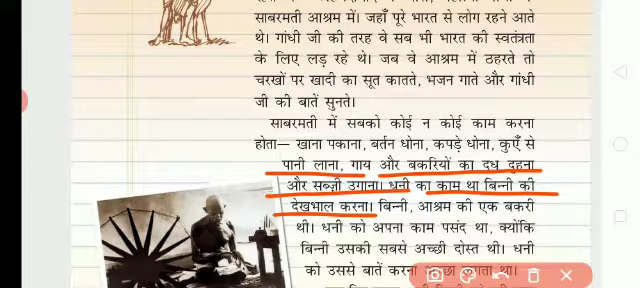 साबरमती आश्रम में। जहाँ पूरे भारत से लोग रहने आते
थे। गांधी जी की तरह वे सब भी भारत की स्वतंत्रता
के लिए लड़ रहे थे। जब वे आश्रम में ठहरते तो
चरखों पर खादी का सूत कातते, भजन गाते और गांधी
जी की बातें सुनते।
साबरमती में सबको कोई न कोई काम करना
होता— खाना पकाना, बर्तन धोना, कपड़े धोना, कुएँ से
पानी लाना, गाय और बकरियों का दूध दुहना
और सब्ज़ी उगाना। धनी का काम था बिन्नी की
देखभाल करना। बिन्नी, आश्रम की एक बकरी
थी। धनी को अपना काम पसंद था, क्योंकि
बिन्नी उसकी सबसे अच्छी दोस्त थी। धनी
को उससे बातें करना अच्छा लगता था।